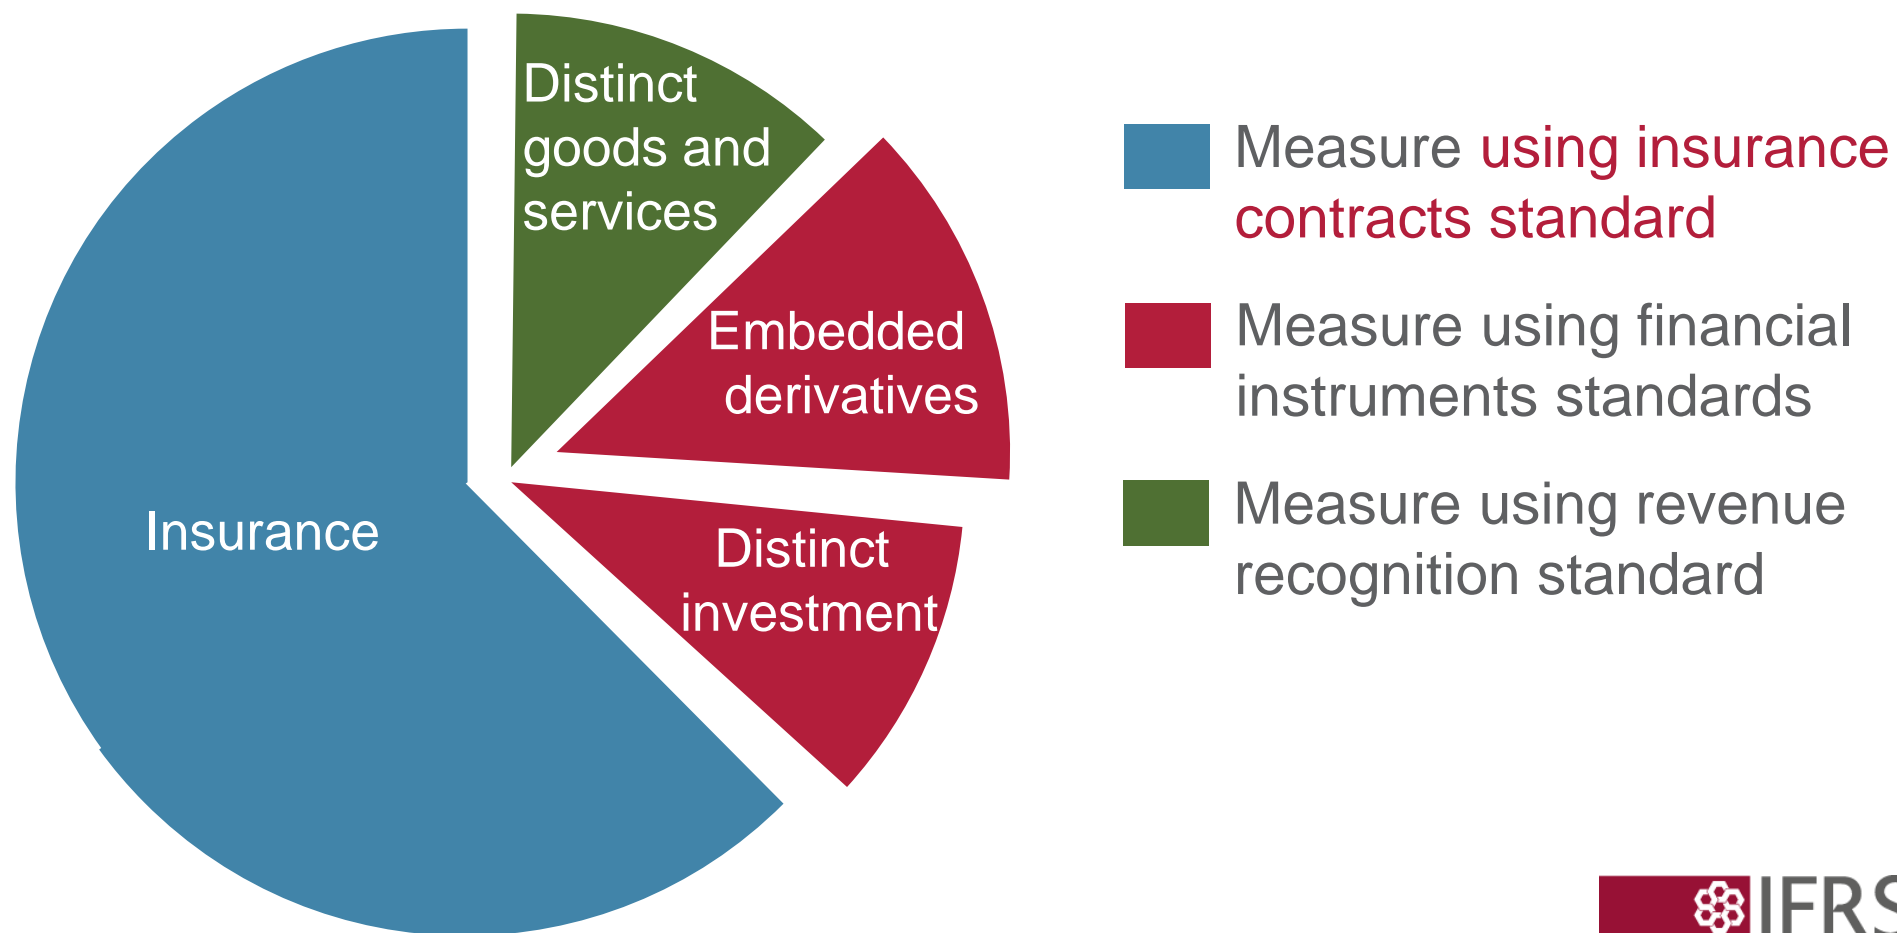 Distinct
goods and
services
Embedded
derivatives
Distinct
investment
Insurance
Measure using insurance
contracts standard
Measure using financial
instruments standards
Measure using revenue
recognition standard
IFRS